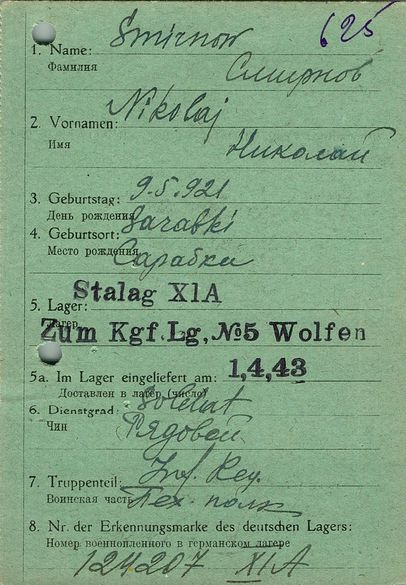 625
1. Name: Smirnow
Фамилия
Смирнов
2. Vornamen: Nikolaj
Имя
Николай
3. Geburtstag: 9.5.921
День рождения
4. Geburtsort: Sarabki
Место рождения
Сарабки
5. Lager: Stalag XIA
Лагерь
Zum Kgf.Lg, №5 Wolfen
5a. Im Lager eingeliefert am: 1,4,43
Доставлен в лагерь (число)
6. Dienstgrad: Soldat
Чин
Рядовой
7. Truppenteil: Inf. Reg.
Воинская часть
Пех. полк
8. Nr. der Erkennungsmarke des deutschen Lagers:
Номер военнопленного в германском лагере
124207 XIA